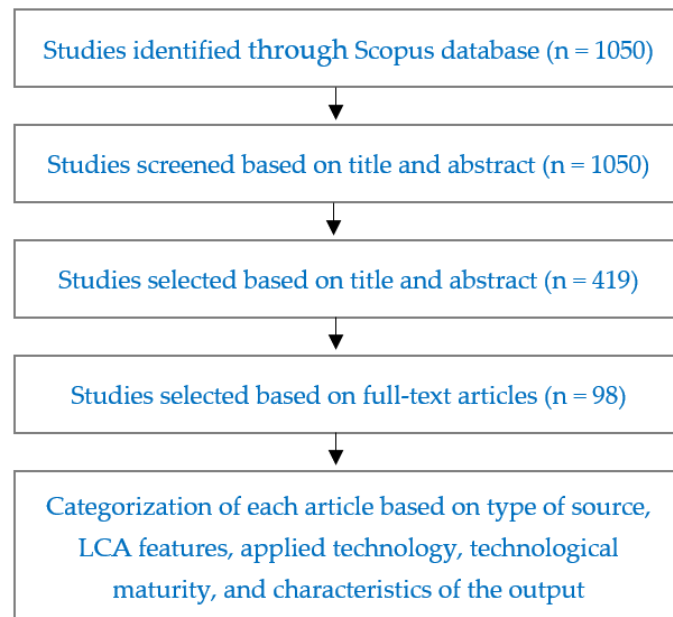 Studies identified through Scopus database (n = 1050)
Studies screened based on title and abstract (n = 1050)
Studies selected based on title and abstract (n = 419)
Studies selected based on full-text articles (n = 98)
Categorization of each article based on type of source,
LCA features, applied technology, technological
maturity, and characteristics of the output